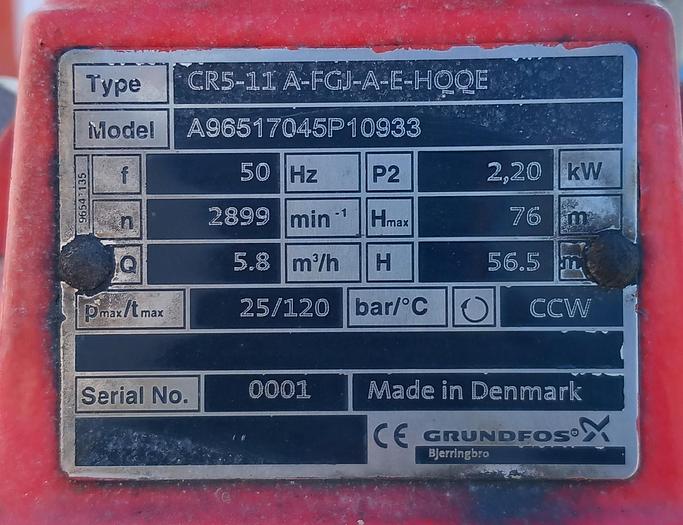 Type CR5-11 A-FGJ-A-E-HQQE
Model A96517045P10933
f 50 Hz P2 2,20 kW
n 2899 min⁻¹ Hmax 76 m
Q 5.8 m³/h H 56.5 m
pmax/tmax 25/120 bar/°C CCW
Serial No. 0001 Made in Denmark
CE GRUNDFOS
Bjerringbro